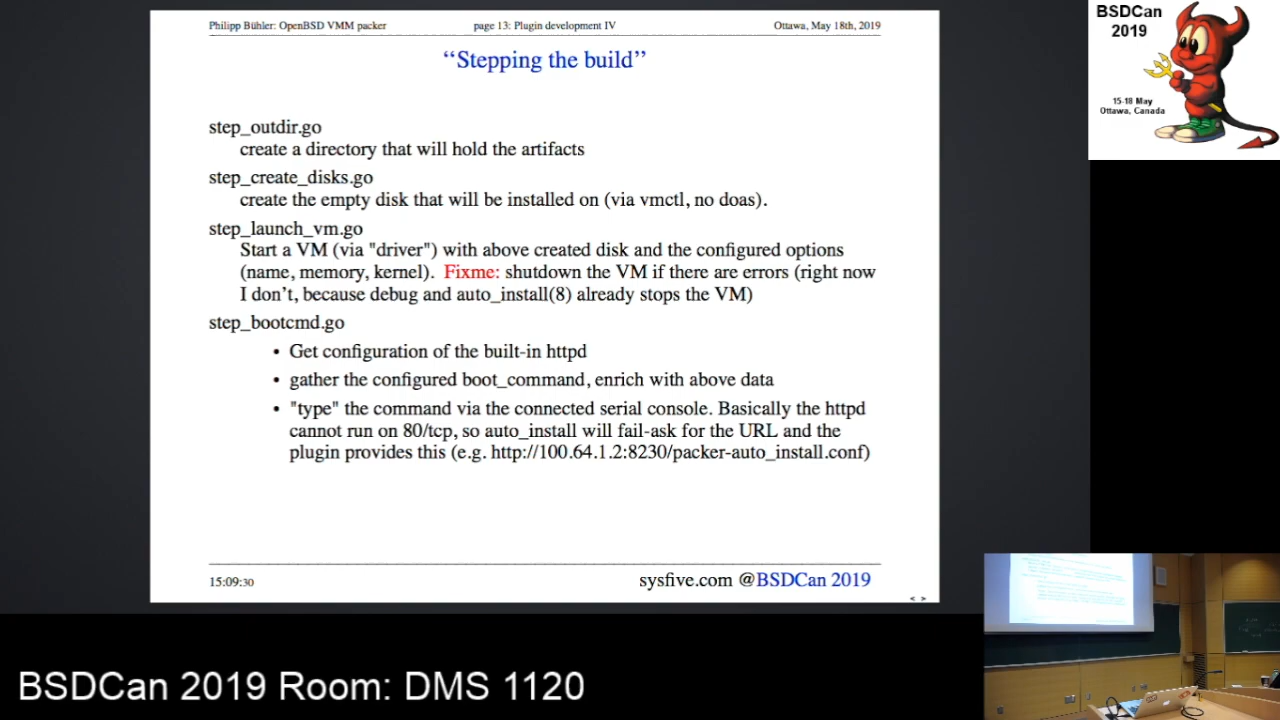 Philipp Bühler: OpenBSD VMM packer page 13: Plugin development IV Ottawa, May 18th, 2019
“Stepping the build”
step_outdir.go
create a directory that will hold the artifacts
step_create_disks.go
create the empty disk that will be installed on (via vmctl, no doas).
step_launch_vm.go
Start a VM (via "driver") with above created disk and the configured options
(name, memory, kernel). Fixme: shutdown the VM if there are errors (right now
I don’t, because debug and auto_install(8) already stops the VM)
step_bootcmd.go
• Get configuration of the built-in httpd
• gather the configured boot_command, enrich with above data
• "type" the command via the connected serial console. Basically the httpd
cannot run on 80/tcp, so auto_install will fail-ask for the URL and the
plugin provides this (e.g. http://100.64.1.2:8230/packer-auto_install.conf)
15:09:30 sysfive.com @BSDCan 2019
< >
BSDCan
2019
15-18 May
Ottawa, Canada
BSDCan 2019 Room: DMS 1120